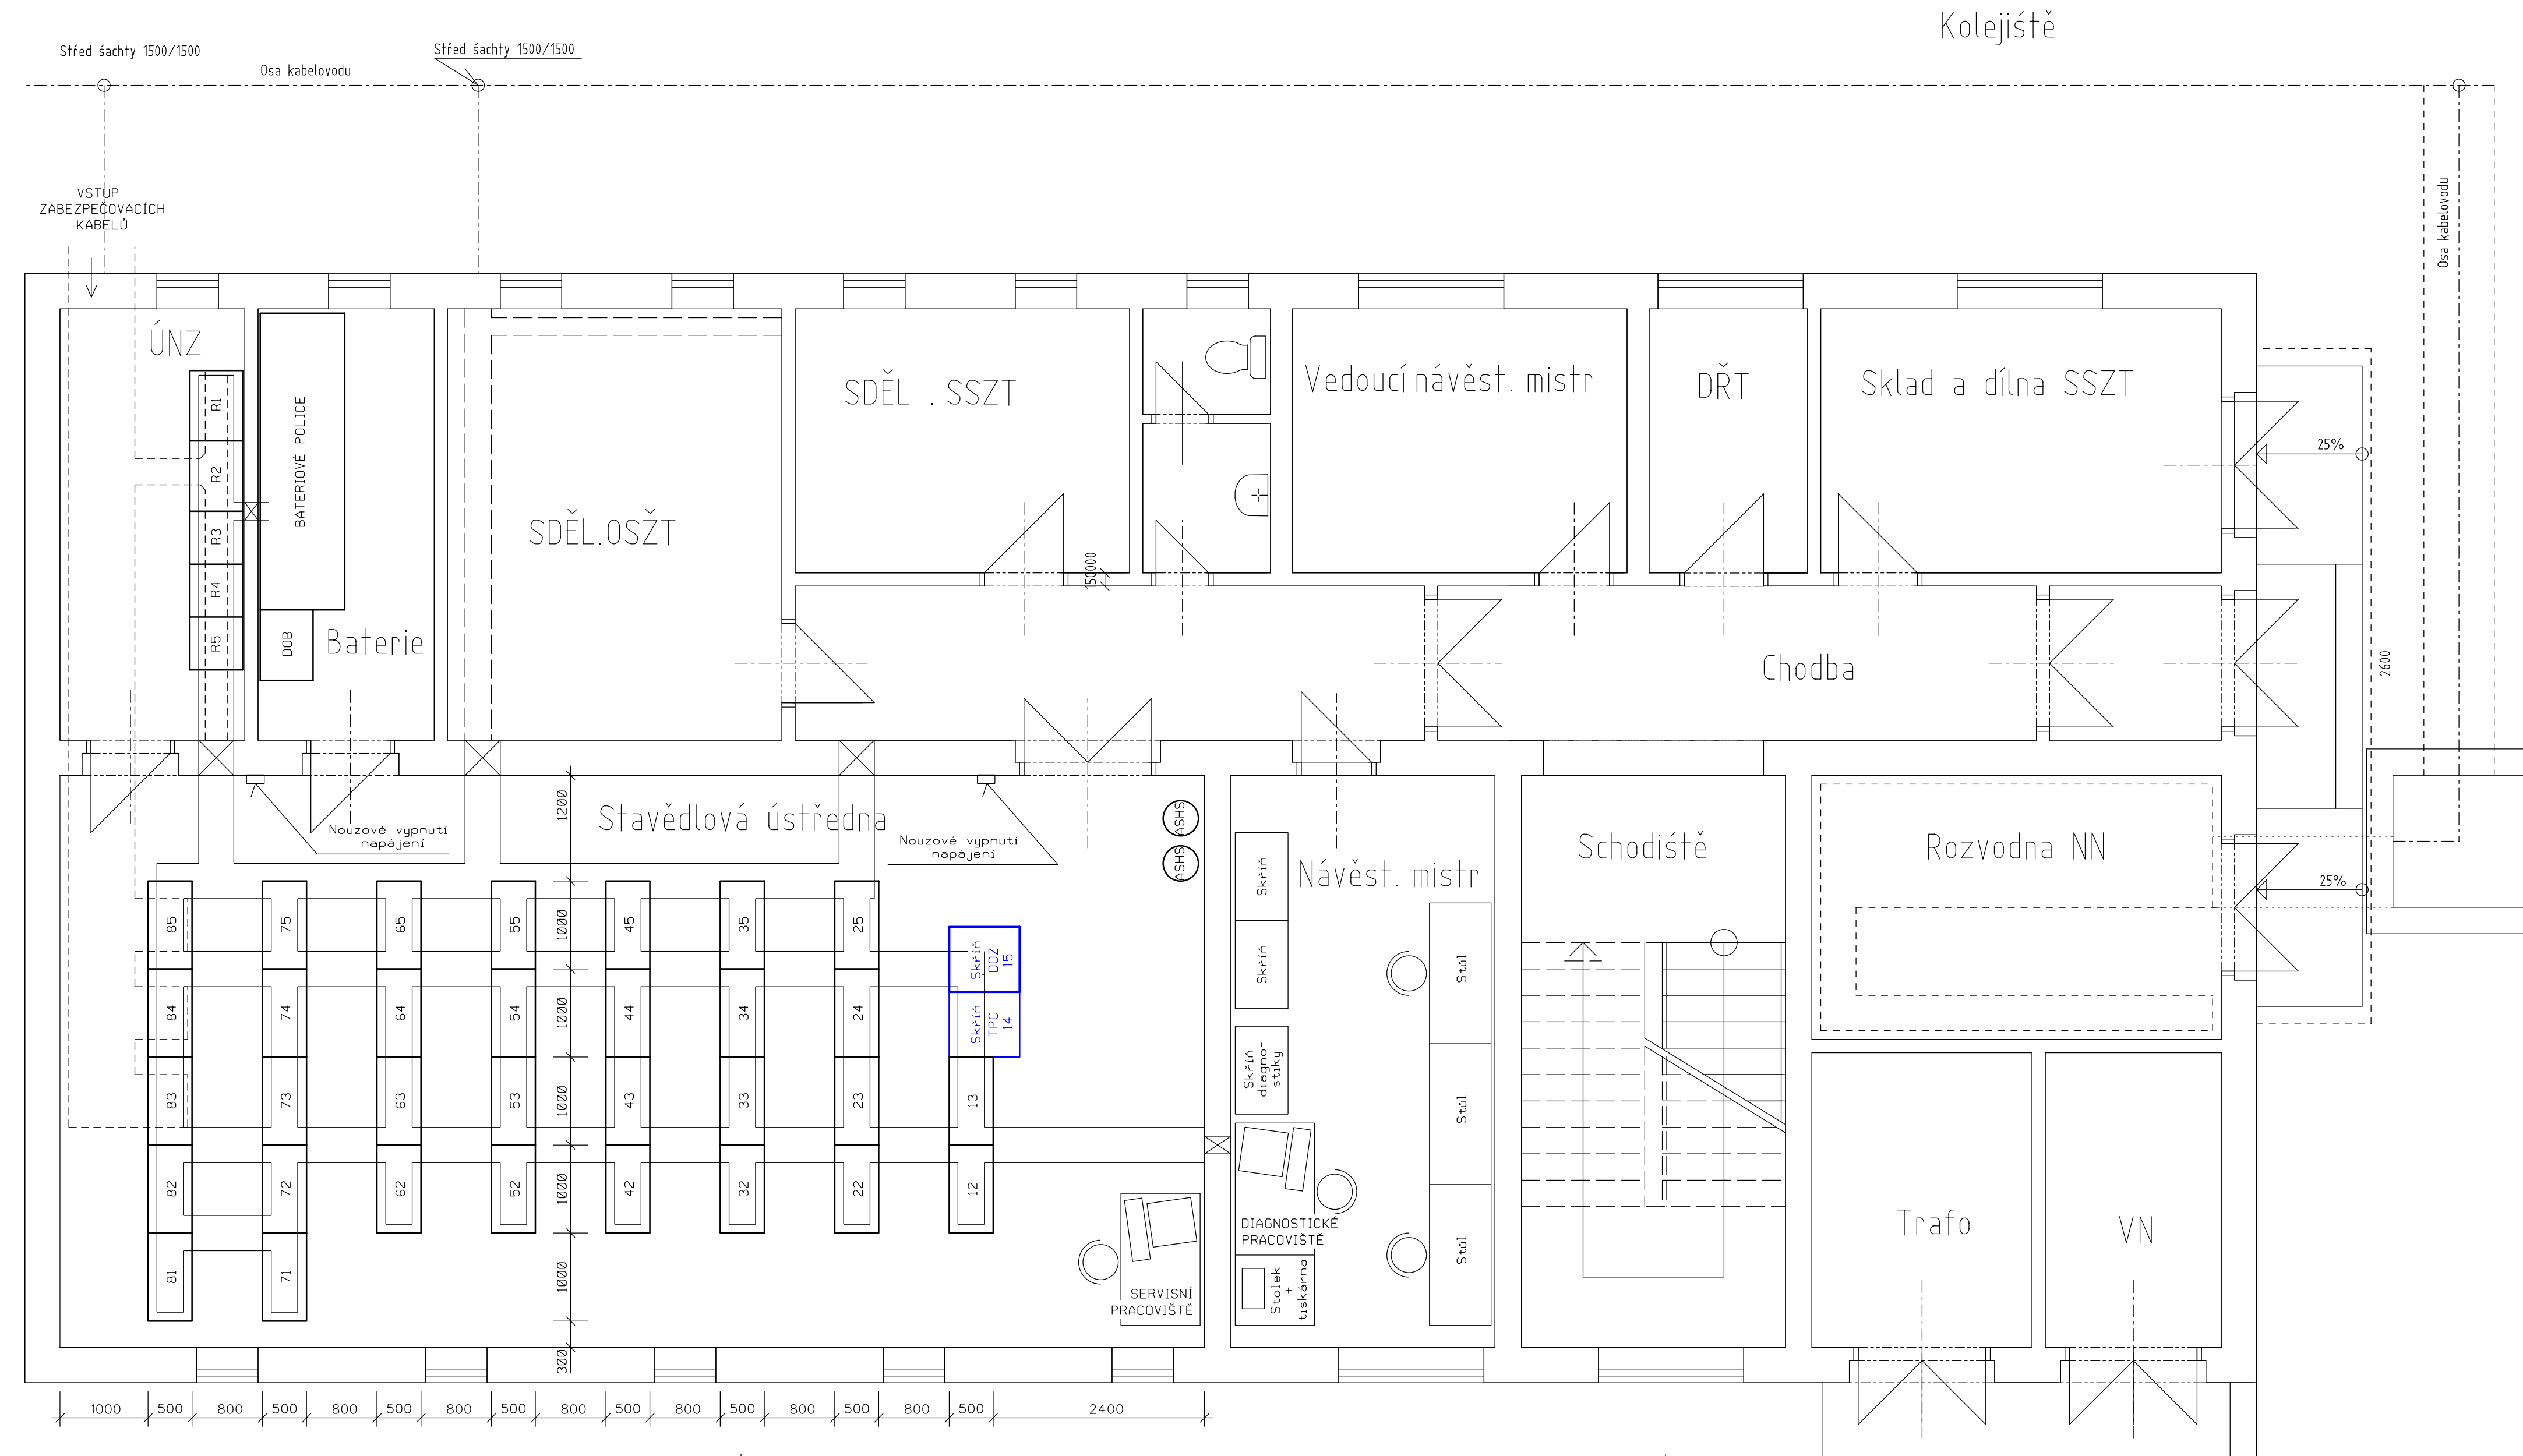 Kolejiśtě
Střed śachty 1500/1500
Střed śachty 1500/1500
Osa kabelovodu
Osa kabelovodu
VSTUP
ZABEZPEČOVACÍCH
KABELŮ
ÚNZ
R1
R2
R3
R4
R5
BATERIOVÉ POLICE
DOB
Baterie
SDĚL.OSŽT
SDĚL . SSZT
Vedoucí návěst. mistr
DŘT
Sklad a dílna SSZT
25%
150000
Chodba
2600
Stavědlová ústředna
Nouzové vypnutí
napájení
Nouzové vypnutí
napájení
ASHS
ASHS
1200
1000
1000
1000
1000
1000
300
85
75
65
55
45
35
25
Skříň
DOZ
15
84
74
64
54
44
34
24
Skříň
TPC
14
83
73
63
53
43
33
23
13
82
72
62
52
42
32
22
12
81
71
SERVISNÍ
PRACOVIŠTĚ
Návěst. mistr
Skříň
Skříň
Skříň
diagno-
stiky
DIAGNOSTICKÉ
PRACOVIŠTĚ
Stolek
+
tiskárna
Stůl
Stůl
Stůl
Schodiśtě
Rozvodna NN
25%
Trafo
VN
1000
500
800
500
800
500
800
500
800
500
800
500
800
500
800
500
2400